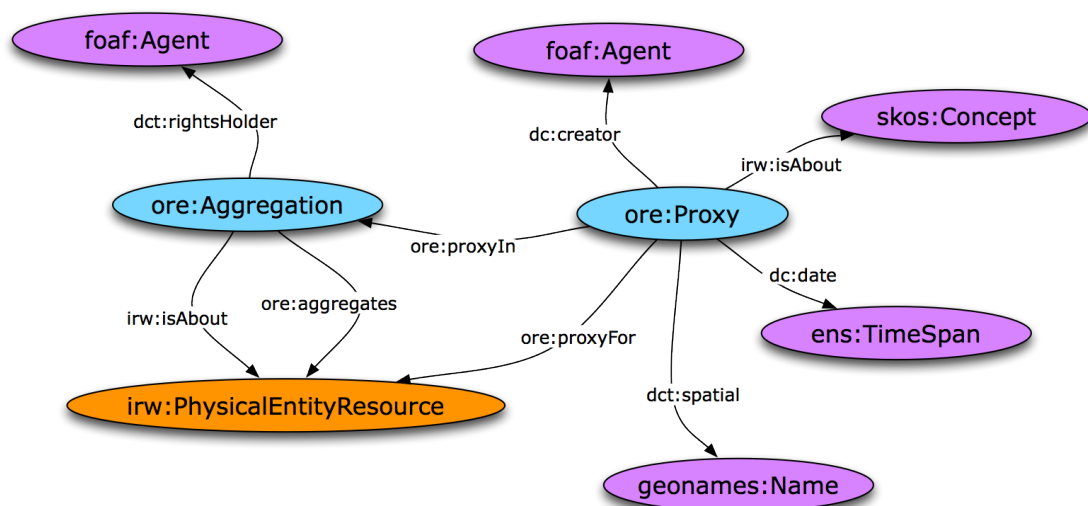 foaf:Agent
foaf:Agent
skos:Concept
dct:rightsHolder
dc:creator
irw:isAbout
ore:Aggregation
ore:Proxy
ore:proxyIn
dc:date
irw:isAbout
ore:aggregates
ore:proxyFor
ens:TimeSpan
dct:spatial
irw:PhysicalEntityResource
geonames:Name